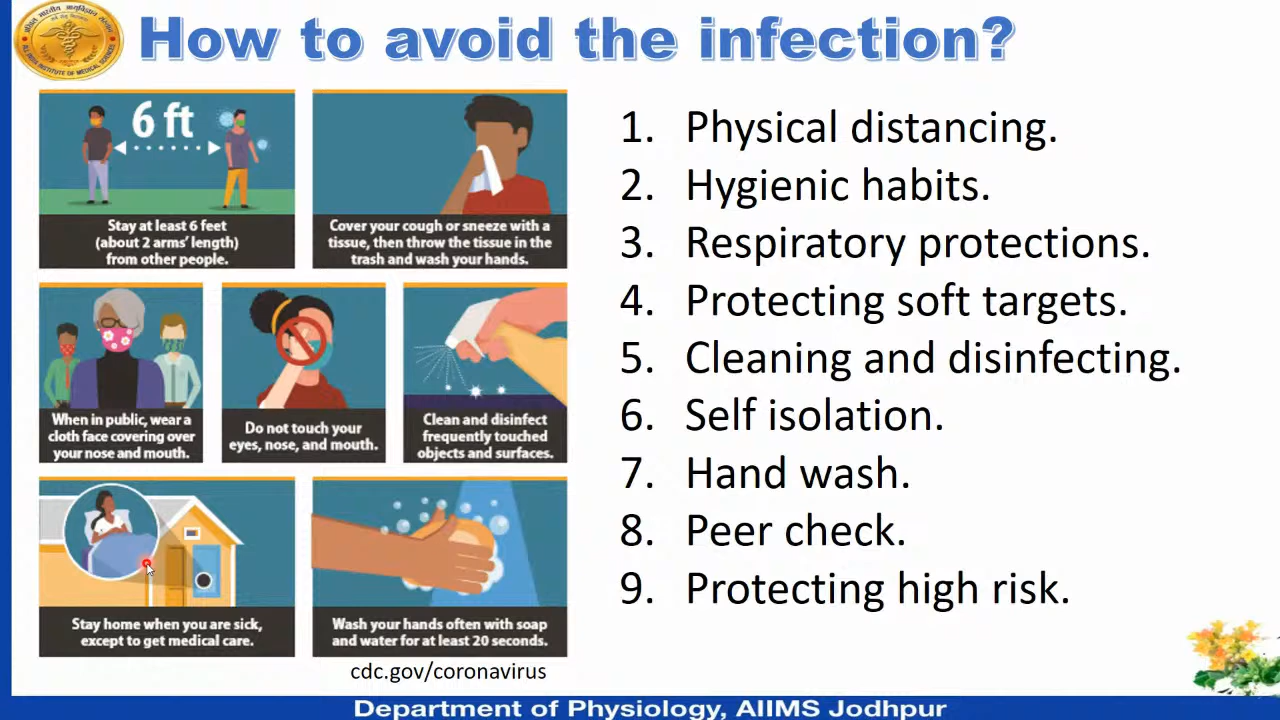 How to avoid the infection?
6 ft
Stay at least 6 feet
(about 2 arms' length)
from other people.
Cover your cough or sneeze with a
tissue, then throw the tissue in the
trash and wash your hands.
When in public, wear a
cloth face covering over
your nose and mouth.
Do not touch your
eyes, nose, and mouth.
Clean and disinfect
frequently touched
objects and surfaces.
Stay home when you are sick,
except to get medical care.
Wash your hands often with soap
and water for at least 20 seconds.
cdc.gov/coronavirus
1. Physical distancing.
2. Hygienic habits.
3. Respiratory protections.
4. Protecting soft targets.
5. Cleaning and disinfecting.
6. Self isolation.
7. Hand wash.
8. Peer check.
9. Protecting high risk.
Department of Physiology, AIIMS Jodhpur